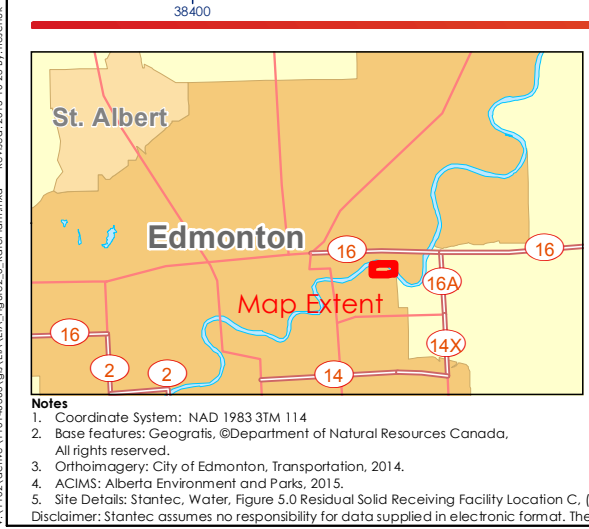 38400
St. Albert
Edmonton
16
16
16A
Map Extent
16
14X
2
2
14
Notes
1. Coordinate System: NAD 1983 3TM 114
2. Base features: Geogratis, ©Department of Natural Resources Canada,
All rights reserved.
3. Orthoimagery: City of Edmonton, Transportation, 2014.
4. ACIMS: Alberta Environment and Parks, 2015.
5. Site Details: Stantec, Water, Figure 5.0 Residual Solid Receiving Facility Location C, (
Disclaimer: Stantec assumes no responsibility for data supplied in electronic format. The